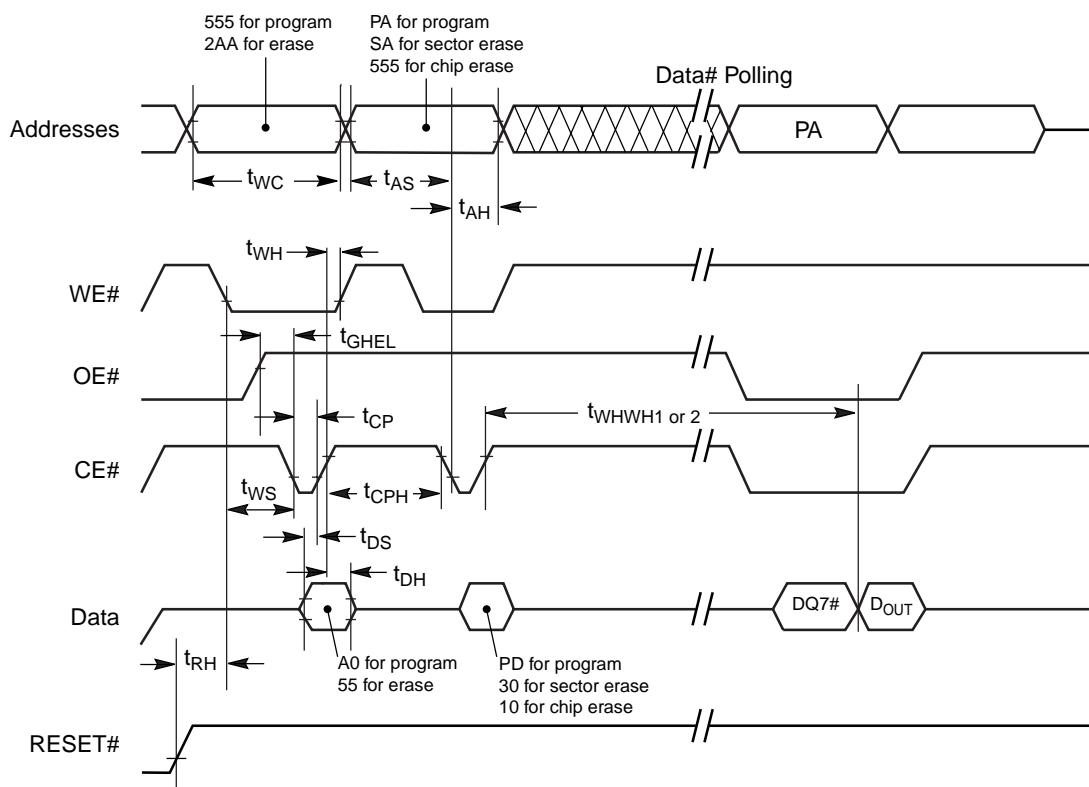 555 for program
2AA for erase
PA for program
SA for sector erase
555 for chip erase
Data# Polling
Addresses
PA
tWC
tAS
tAH
tWH
WE#
tGHEL
OE#
tWHWH1 or 2
tCP
CE#
tWS
tCPH
tDS
tDH
Data
DQ7#
DOUT
tRH
A0 for program
55 for erase
PD for program
30 for sector erase
10 for chip erase
RESET#